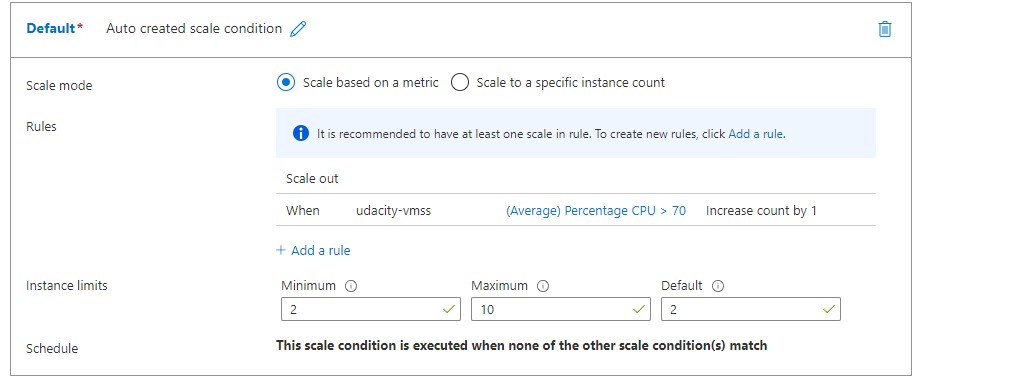 Default* Auto created scale condition
Scale mode
Scale based on a metric Scale to a specific instance count
Rules
It is recommended to have at least one scale in rule. To create new rules, click Add a rule.
Scale out
When udacity-vmss (Average) Percentage CPU > 70 Increase count by 1
+ Add a rule
Instance limits
Minimum Maximum Default
2 10 2
Schedule
This scale condition is executed when none of the other scale condition(s) match